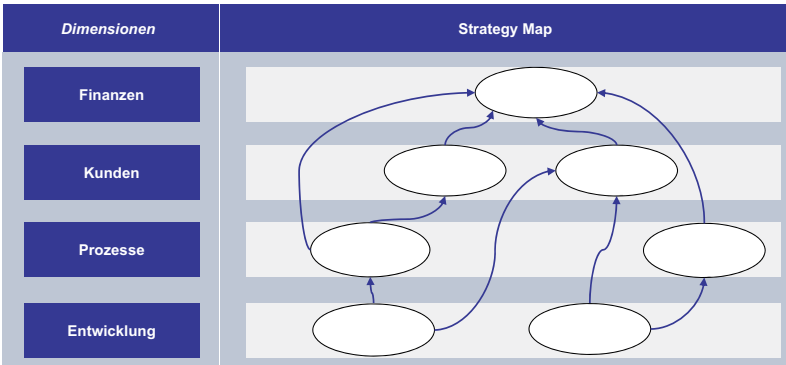 Dimensionen
Strategy Map
Finanzen
Kunden
Prozesse
Entwicklung